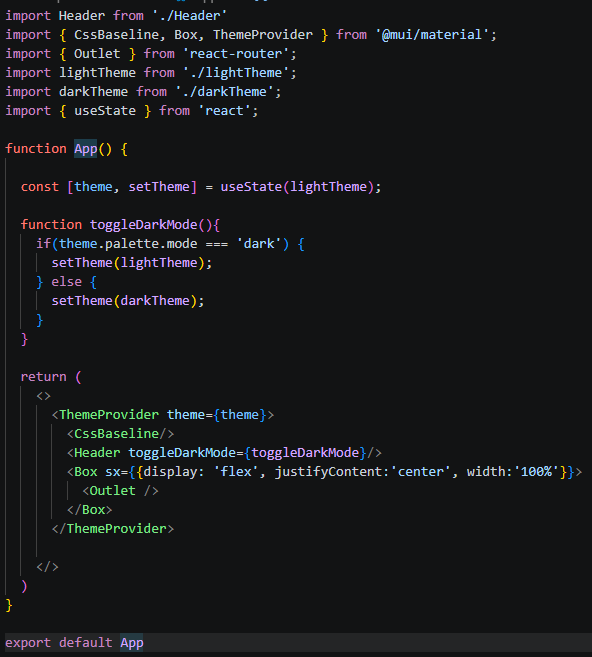 import Header from './Header'
import { CssBaseline, Box, ThemeProvider } from '@mui/material';
import { Outlet } from 'react-router';
import lightTheme from './lightTheme';
import darkTheme from './darkTheme';
import { useState } from 'react';
function App() {
const [theme, setTheme] = useState(lightTheme);
function toggleDarkMode(){
if(theme.palette.mode === 'dark') {
setTheme(lightTheme);
} else {
setTheme(darkTheme);
}
}
return (
<>
<ThemeProvider theme={theme}>
<CssBaseline/>
<Header toggleDarkMode={toggleDarkMode}/>
<Box sx={{display: 'flex', justifyContent:'center', width:'100%'}}>
<Outlet />
</Box>
</ThemeProvider>
</>
)
}
export default App